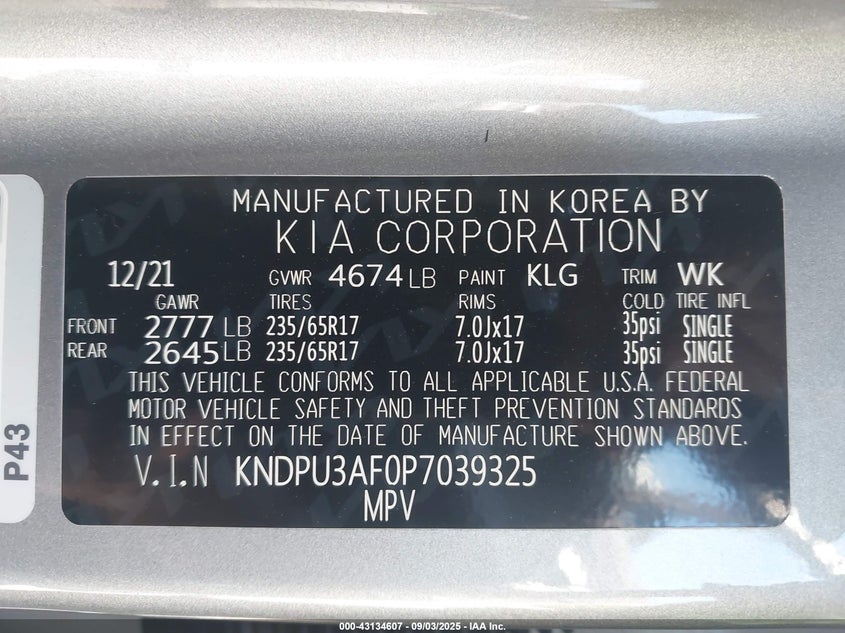 MANUFACTURED IN KOREA BY
KIA CORPORATION
12/21 GVWR 4674 LB PAINT KLG TRIM WK
GAWR TIRES RIMS COLD TIRE INFL
FRONT 2777 LB 235/65R17 7.0Jx17 35psi SINGLE
REAR 2645 LB 235/65R17 7.0Jx17 35psi SINGLE
THIS VEHICLE CONFORMS TO ALL APPLICABLE U.S.A. FEDERAL
MOTOR VEHICLE SAFETY AND THEFT PREVENTION STANDARDS
IN EFFECT ON THE DATE OF MANUFACTURE SHOWN ABOVE.
V.I.N KNDPU3AF0P7039325
MPV
P43
000-43134607 - 09/03/2025 - IAA Inc.